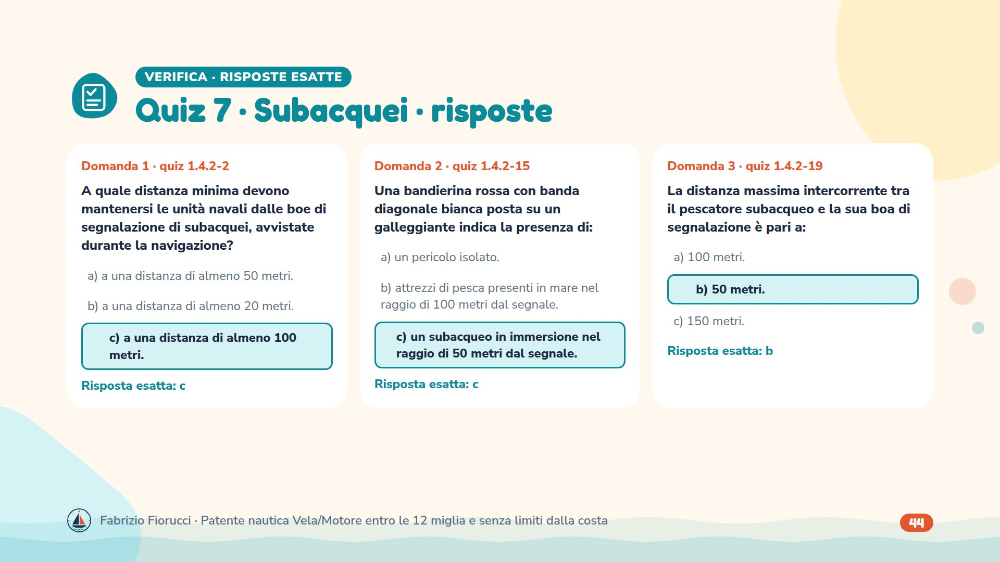 VERIFICA · RISPOSTE ESATTE
Quiz 7 · Subacquei · risposte
Domanda 1 · quiz 1.4.2-2
A quale distanza minima devono
mantenersi le unità navali dalle boe di
segnalazione di subacquei, avvistate
durante la navigazione?
a) a una distanza di almeno 50 metri.
b) a una distanza di almeno 20 metri.
c) a una distanza di almeno 100
metri.
Risposta esatta: c
Domanda 2 · quiz 1.4.2-15
Una bandierina rossa con banda
diagonale bianca posta su un
galleggiante indica la presenza di:
a) un pericolo isolato.
b) attrezzi di pesca presenti in mare nel
raggio di 100 metri dal segnale.
c) un subacqueo in immersione nel
raggio di 50 metri dal segnale.
Risposta esatta: c
Domanda 3 · quiz 1.4.2-19
La distanza massima intercorrente tra
il pescatore subacqueo e la sua boa di
segnalazione è pari a:
a) 100 metri.
b) 50 metri.
c) 150 metri.
Risposta esatta: b
Fabrizio Fiorucci · Patente nautica Vela/Motore entro le 12 miglia e senza limiti dalla costa
44